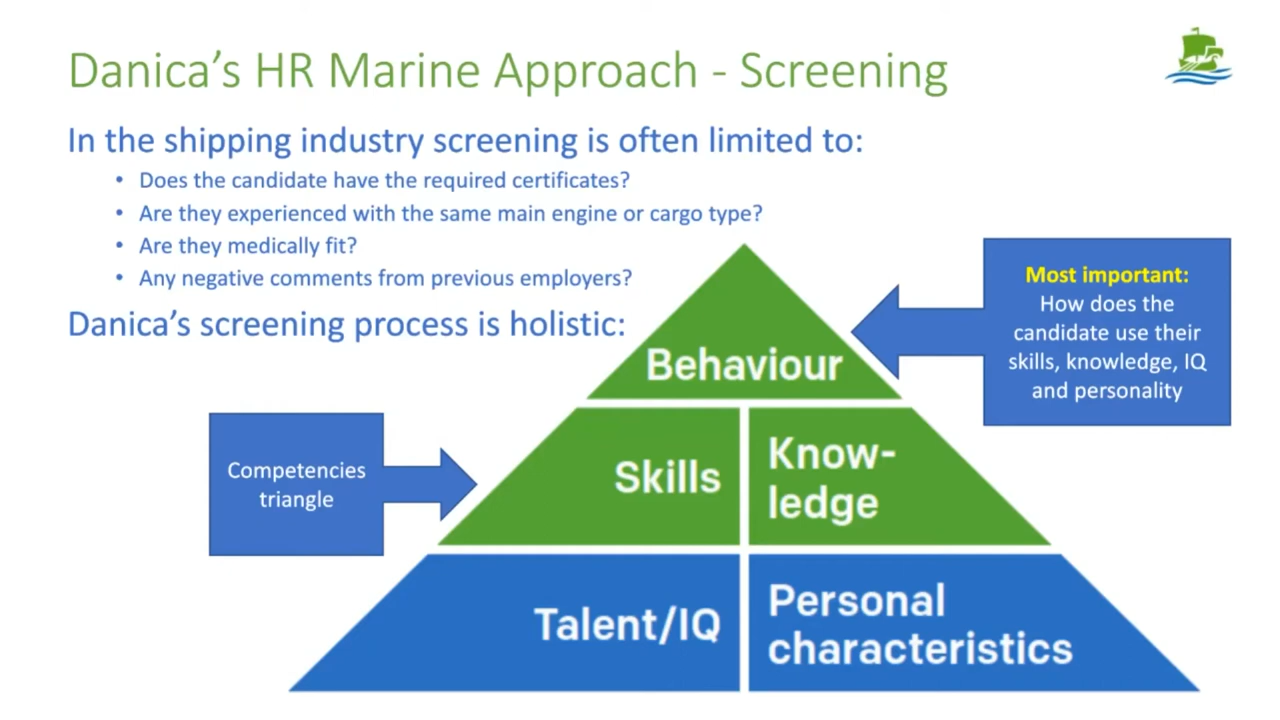 Danica's HR Marine Approach - Screening
In the shipping industry screening is often limited to:
• Does the candidate have the required certificates?
• Are they experienced with the same main engine or cargo type?
• Are they medically fit?
• Any negative comments from previous employers?
Danica's screening process is holistic:
Most important:
How does the
candidate use their
skills, knowledge, IQ
and personality
Behaviour
Competencies
triangle
Skills
Know-
ledge
Talent/IQ
Personal
characteristics